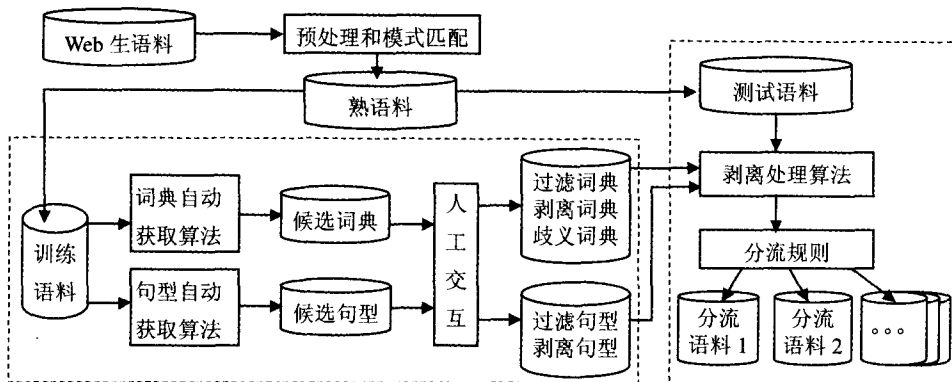 Web 生语料
预处理和模式匹配
熟语料
测试语料
训练
语料
词典自动
获取算法
候选词典
句型自动
获取算法
候选句型
人
工
交
互
过滤词典
剥离词典
歧义词典
过滤句型
剥离句型
剥离处理算法
分流规则
分流
语料 1
分流
语料 2
。。。